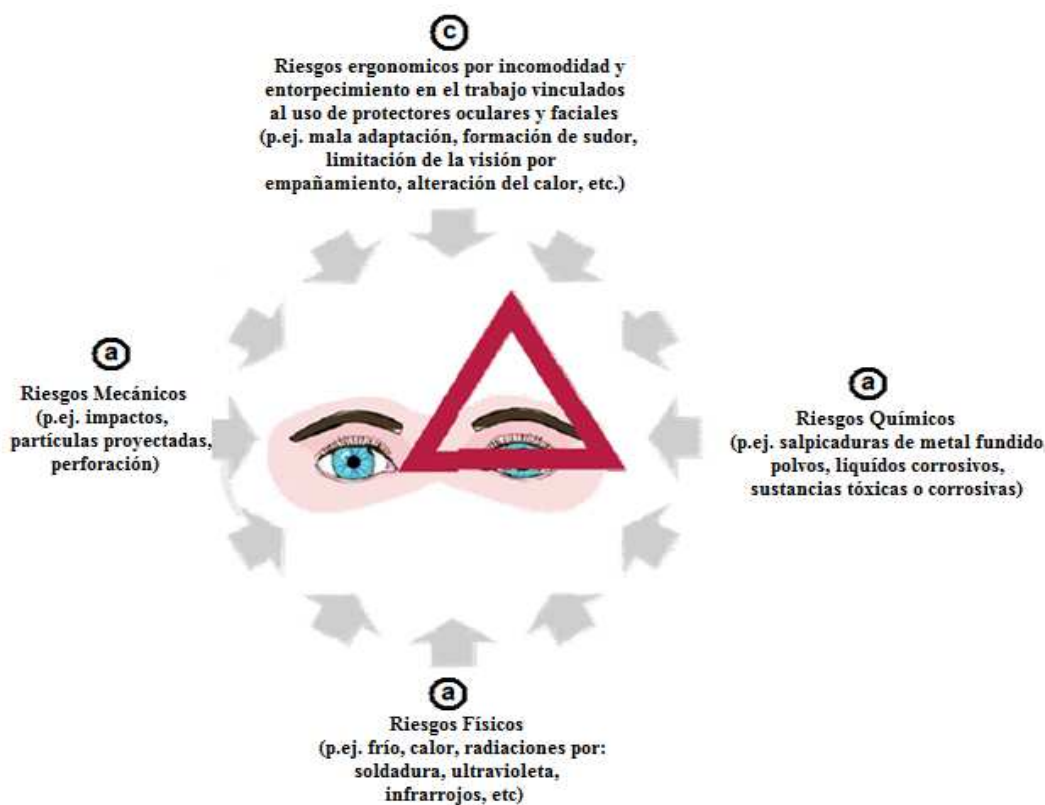 c
Riesgos ergonomicos por incomodidad y
entorpecimiento en el trabajo vinculados
al uso de protectores oculares y faciales
(p.ej. mala adaptación, formación de sudor,
limitación de la visión por
empañamiento, alteración del calor, etc.)
a
Riesgos Mecánicos
(p.ej. impactos,
partículas proyectadas,
perforación)
a
Riesgos Químicos
(p.ej. salpicaduras de metal fundido
polvos, liquídos corrosivos,
sustancias tóxicas o corrosivas)
a
Riesgos Físicos
(p.ej. frío, calor, radiaciones por:
soldadura, ultravioleta,
infrarrojos, etc)